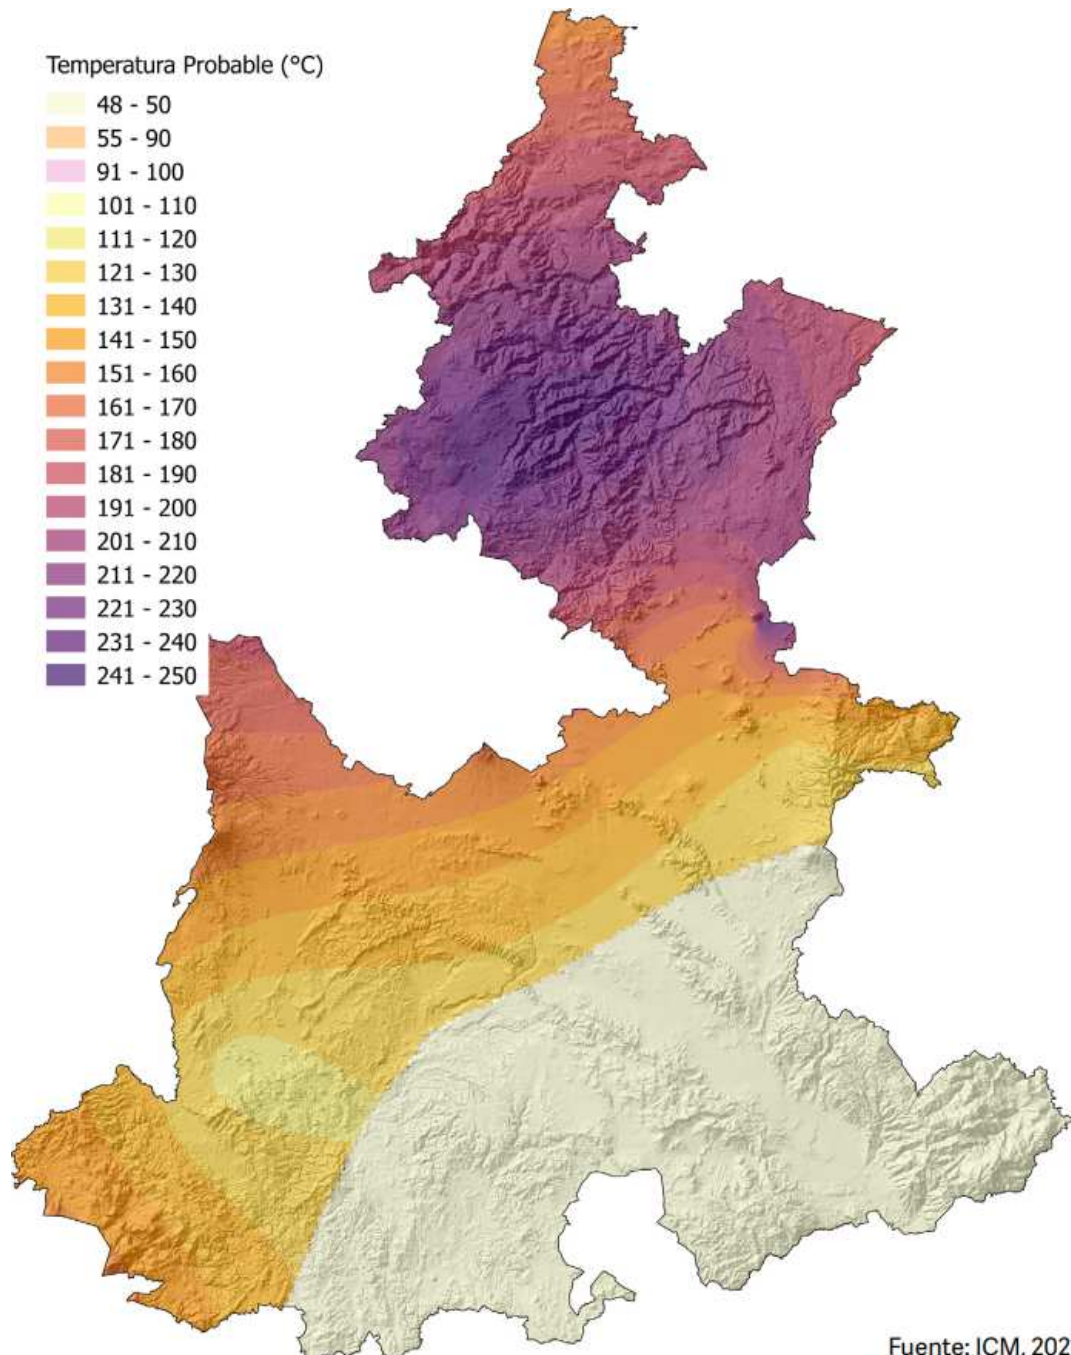 Temperatura Probable (°C)
48 - 50
55 - 90
91 - 100
101 - 110
111 - 120
121 - 130
131 - 140
141 - 150
151 - 160
161 - 170
171 - 180
181 - 190
191 - 200
201 - 210
211 - 220
221 - 230
231 - 240
241 - 250
Fuente: ICM, 202